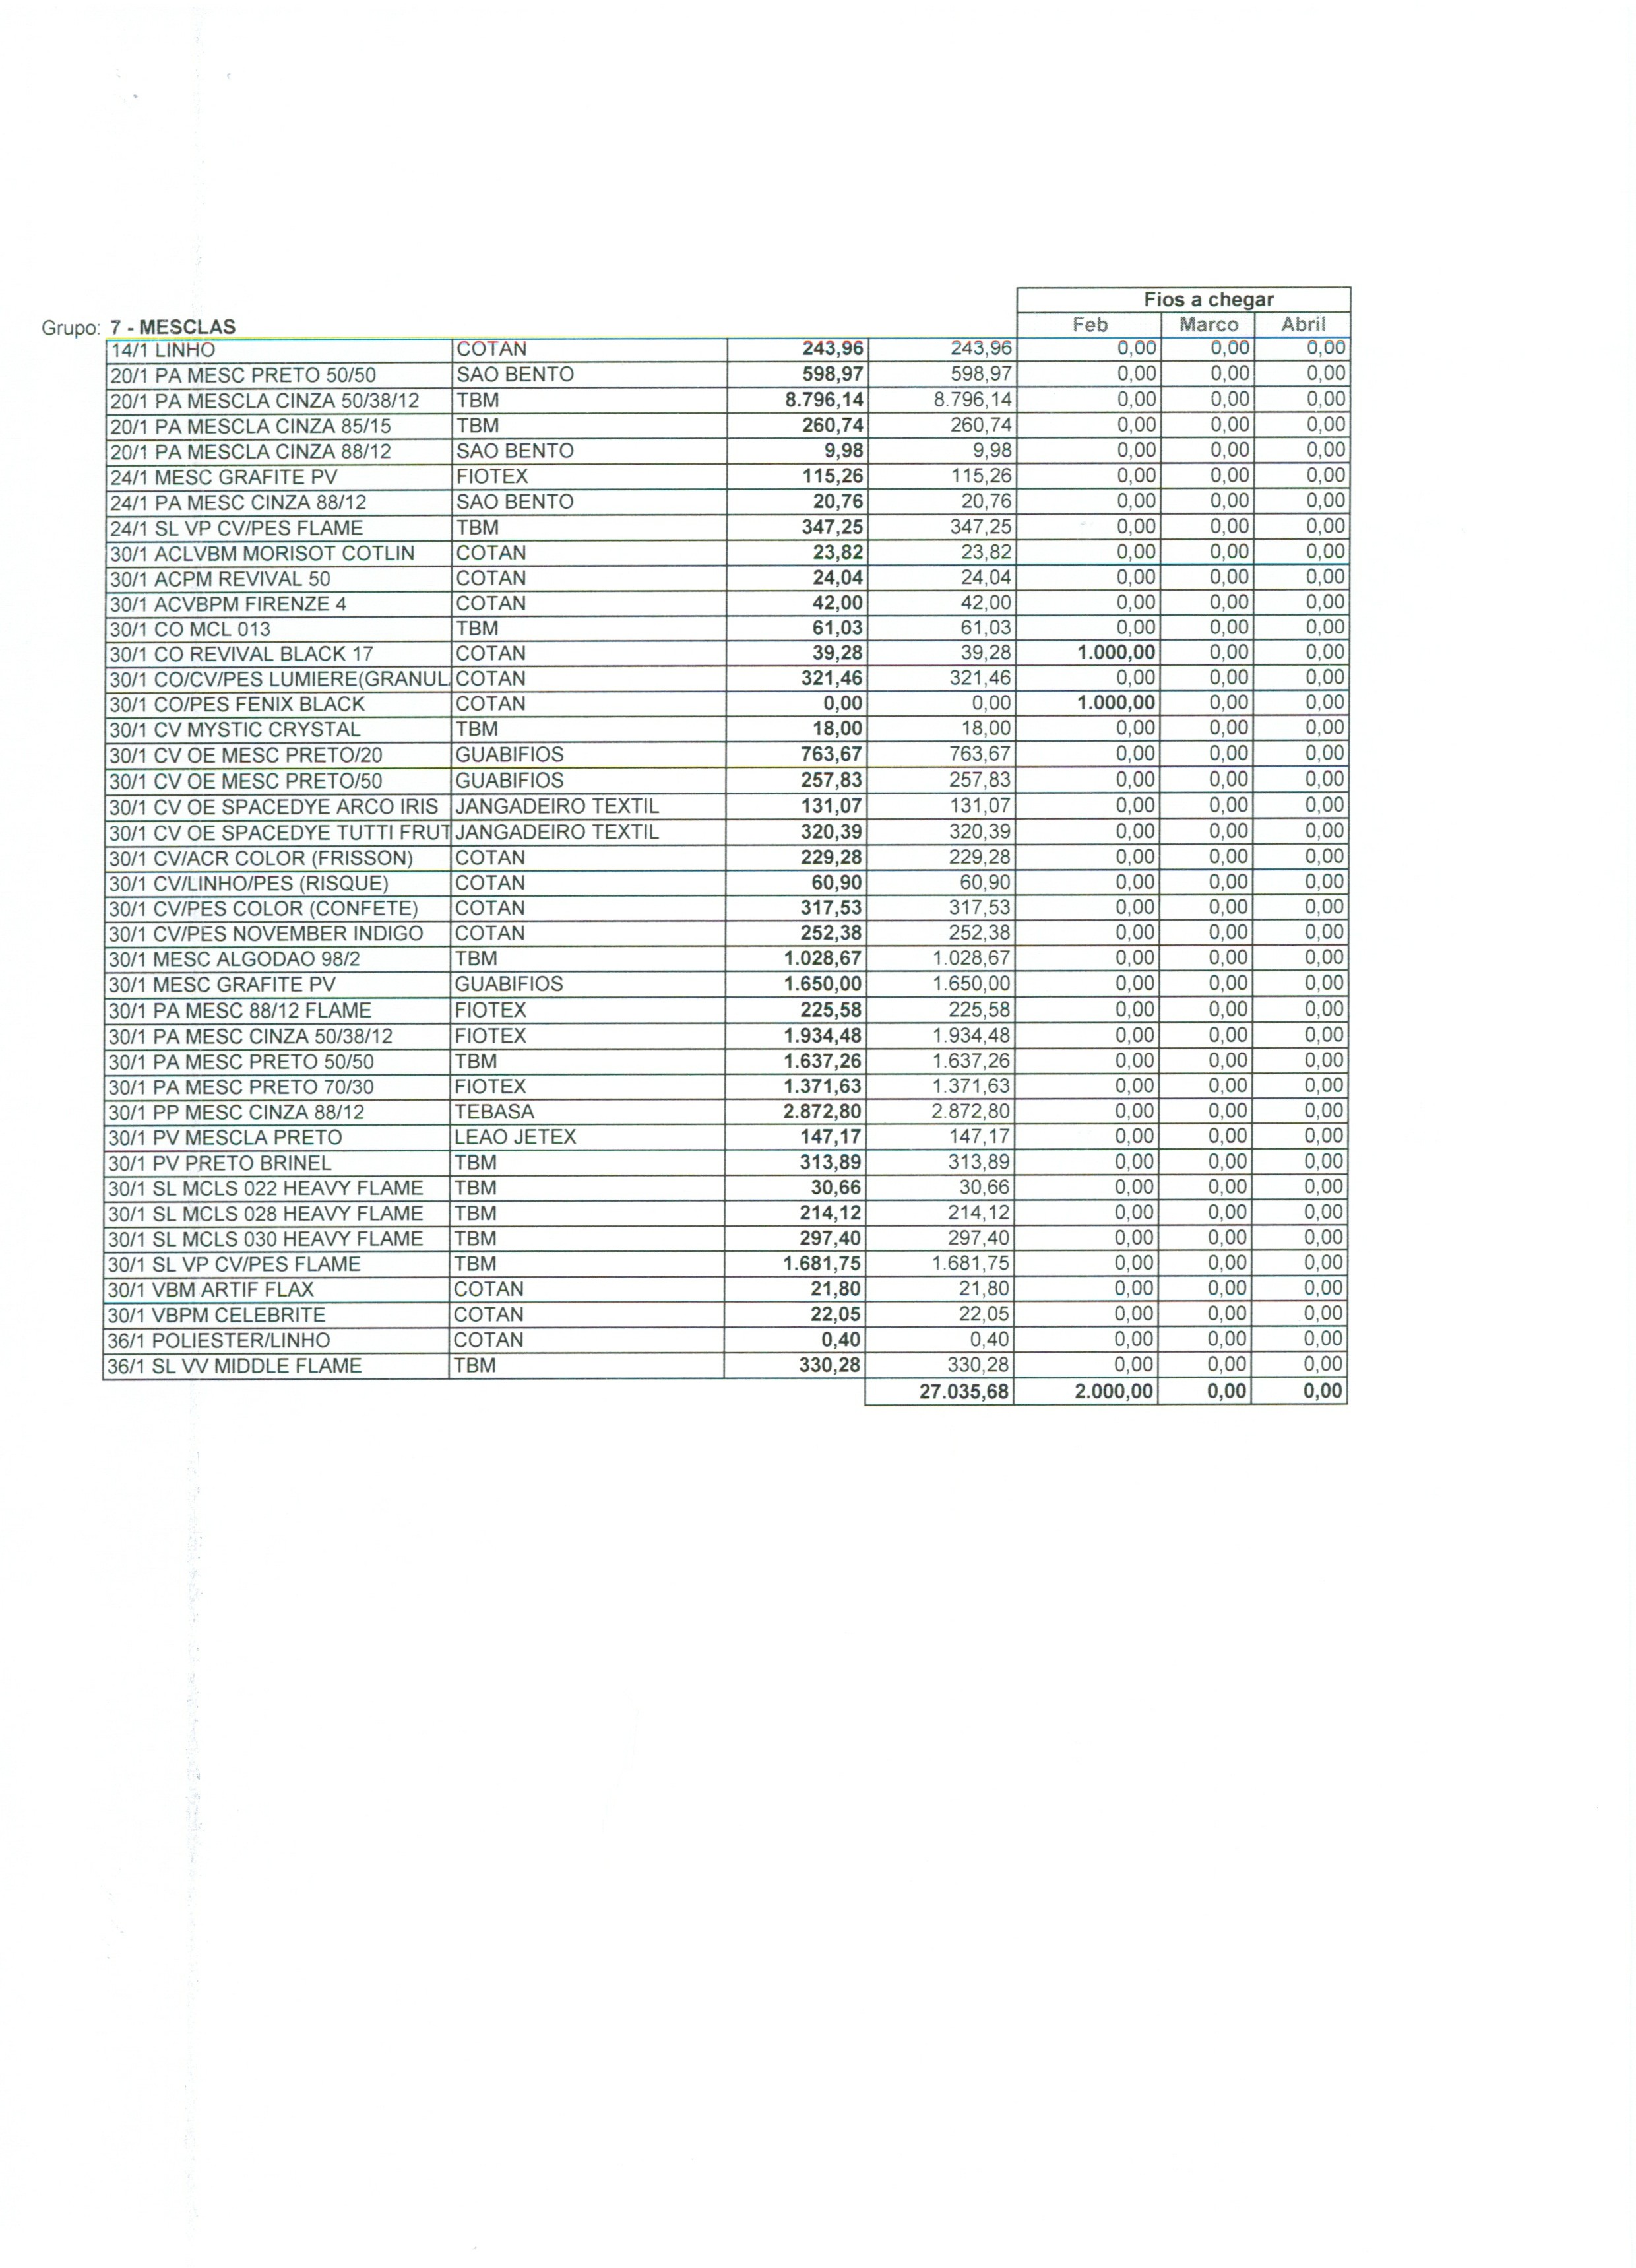 Fios a chegar
Grupo: 7 - MESCLAS Feb Marco Abril
14/1 LINHO COTAN 243,96 243,96 0,00 0,00 0,00
20/1 PA MESC PRETO 50/50 SAO BENTO 598,97 598,97 0,00 0,00 0,00
20/1 PA MESCLA CINZA 50/38/12 TBM 8.796,14 8.796,14 0,00 0,00 0,00
20/1 PA MESCLA CINZA 85/15 TBM 260,74 260,74 0,00 0,00 0,00
20/1 PA MESCLA CINZA 88/12 SAO BENTO 9,98 9,98 0,00 0,00 0,00
24/1 MESC GRAFITE PV FIOTEX 115,26 115,26 0,00 0,00 0,00
24/1 PA MESC CINZA 88/12 SAO BENTO 20,76 20,76 0,00 0,00 0,00
24/1 SL VP CV/PES FLAME TBM 347,25 347,25 0,00 0,00 0,00
30/1 ACLVBM MORISOT COTLIN COTAN 23,82 23,82 0,00 0,00 0,00
30/1 ACPM REVIVAL 50 COTAN 24,04 24,04 0,00 0,00 0,00
30/1 ACVBPM FIRENZE 4 COTAN 42,00 42,00 0,00 0,00 0,00
30/1 CO MCL 013 TBM 61,03 61,03 0,00 0,00 0,00
30/1 CO REVIVAL BLACK 17 COTAN 39,28 39,28 1.000,00 0,00 0,00
30/1 CO/CV/PES LUMIERE(GRANUL COTAN 321,46 321,46 0,00 0,00 0,00
30/1 CO/PES FENIX BLACK COTAN 0,00 0,00 1.000,00 0,00 0,00
30/1 CV MYSTIC CRYSTAL TBM 18,00 18,00 0,00 0,00 0,00
30/1 CV OE MESC PRETO/20 GUABIFIOS 763,67 763,67 0,00 0,00 0,00
30/1 CV OE MESC PRETO/50 GUABIFIOS 257,83 257,83 0,00 0,00 0,00
30/1 CV OE SPACEDYE ARCO IRIS JANGADEIRO TEXTIL 131,07 131,07 0,00 0,00 0,00
30/1 CV OE SPACEDYE TUTTI FRUT JANGADEIRO TEXTIL 320,39 320,39 0,00 0,00 0,00
30/1 CV/ACR COLOR (FRISSON) COTAN 229,28 229,28 0,00 0,00 0,00
30/1 CV/LINHO/PES (RISQUE) COTAN 60,90 60,90 0,00 0,00 0,00
30/1 CV/PES COLOR (CONFETE) COTAN 317,53 317,53 0,00 0,00 0,00
30/1 CV/PES NOVEMBER INDIGO COTAN 252,38 252,38 0,00 0,00 0,00
30/1 MESC ALGODAO 98/2 TBM 1.028,67 1.028,67 0,00 0,00 0,00
30/1 MESC GRAFITE PV GUABIFIOS 1.650,00 1.650,00 0,00 0,00 0,00
30/1 PA MESC 88/12 FLAME FIOTEX 225,58 225,58 0,00 0,00 0,00
30/1 PA MESC CINZA 50/38/12 FIOTEX 1.934,48 1.934,48 0,00 0,00 0,00
30/1 PA MESC PRETO 50/50 TBM 1.637,26 1.637,26 0,00 0,00 0,00
30/1 PA MESC PRETO 70/30 FIOTEX 1.371,63 1.371,63 0,00 0,00 0,00
30/1 PP MESC CINZA 88/12 TEBASA 2.872,80 2.872,80 0,00 0,00 0,00
30/1 PV MESCLA PRETO LEAO JETEX 147,17 147,17 0,00 0,00 0,00
30/1 PV PRETO BRINEL TBM 313,89 313,89 0,00 0,00 0,00
30/1 SL MCLS 022 HEAVY FLAME TBM 30,66 30,66 0,00 0,00 0,00
30/1 SL MCLS 028 HEAVY FLAME TBM 214,12 214,12 0,00 0,00 0,00
30/1 SL MCLS 030 HEAVY FLAME TBM 297,40 297,40 0,00 0,00 0,00
30/1 SL VP CV/PES FLAME TBM 1.681,75 1.681,75 0,00 0,00 0,00
30/1 VBM ARTIF FLAX COTAN 21,80 21,80 0,00 0,00 0,00
30/1 VBPM CELEBRITE COTAN 22,05 22,05 0,00 0,00 0,00
36/1 POLIESTER/LINHO COTAN 0,40 0,40 0,00 0,00 0,00
36/1 SL VV MIDDLE FLAME TBM 330,28 330,28 0,00 0,00 0,00
27.035,68 2.000,00 0,00 0,00